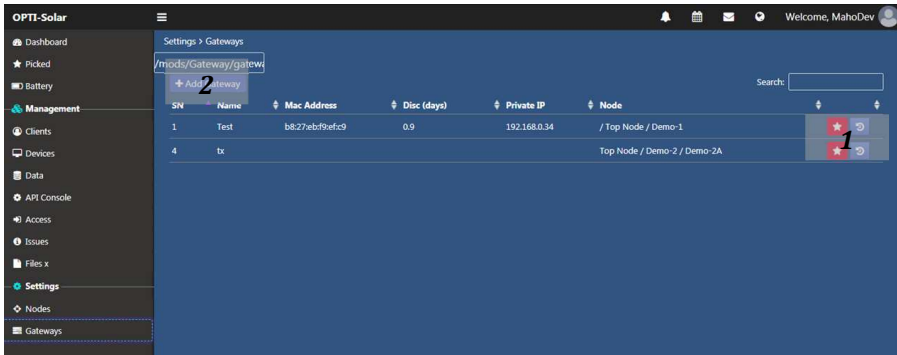 OPTI-Solar
Welcome, MahoDev
Dashboard
Picked
Battery
Management
Clients
Devices
Data
API Console
Access
Issues
Files x
Settings
Nodes
Gateways
Settings > Gateways
/mods/Gateway/gatew
+ Add Gateway
2
Search:
SN Name Mac Address Disc (days) Private IP Node
1 Test b8:27:eb:f9:ef:c9 0.9 192.168.0.34 / Top Node / Demo-1
1
4 tx Top Node / Demo-2 / Demo-2A